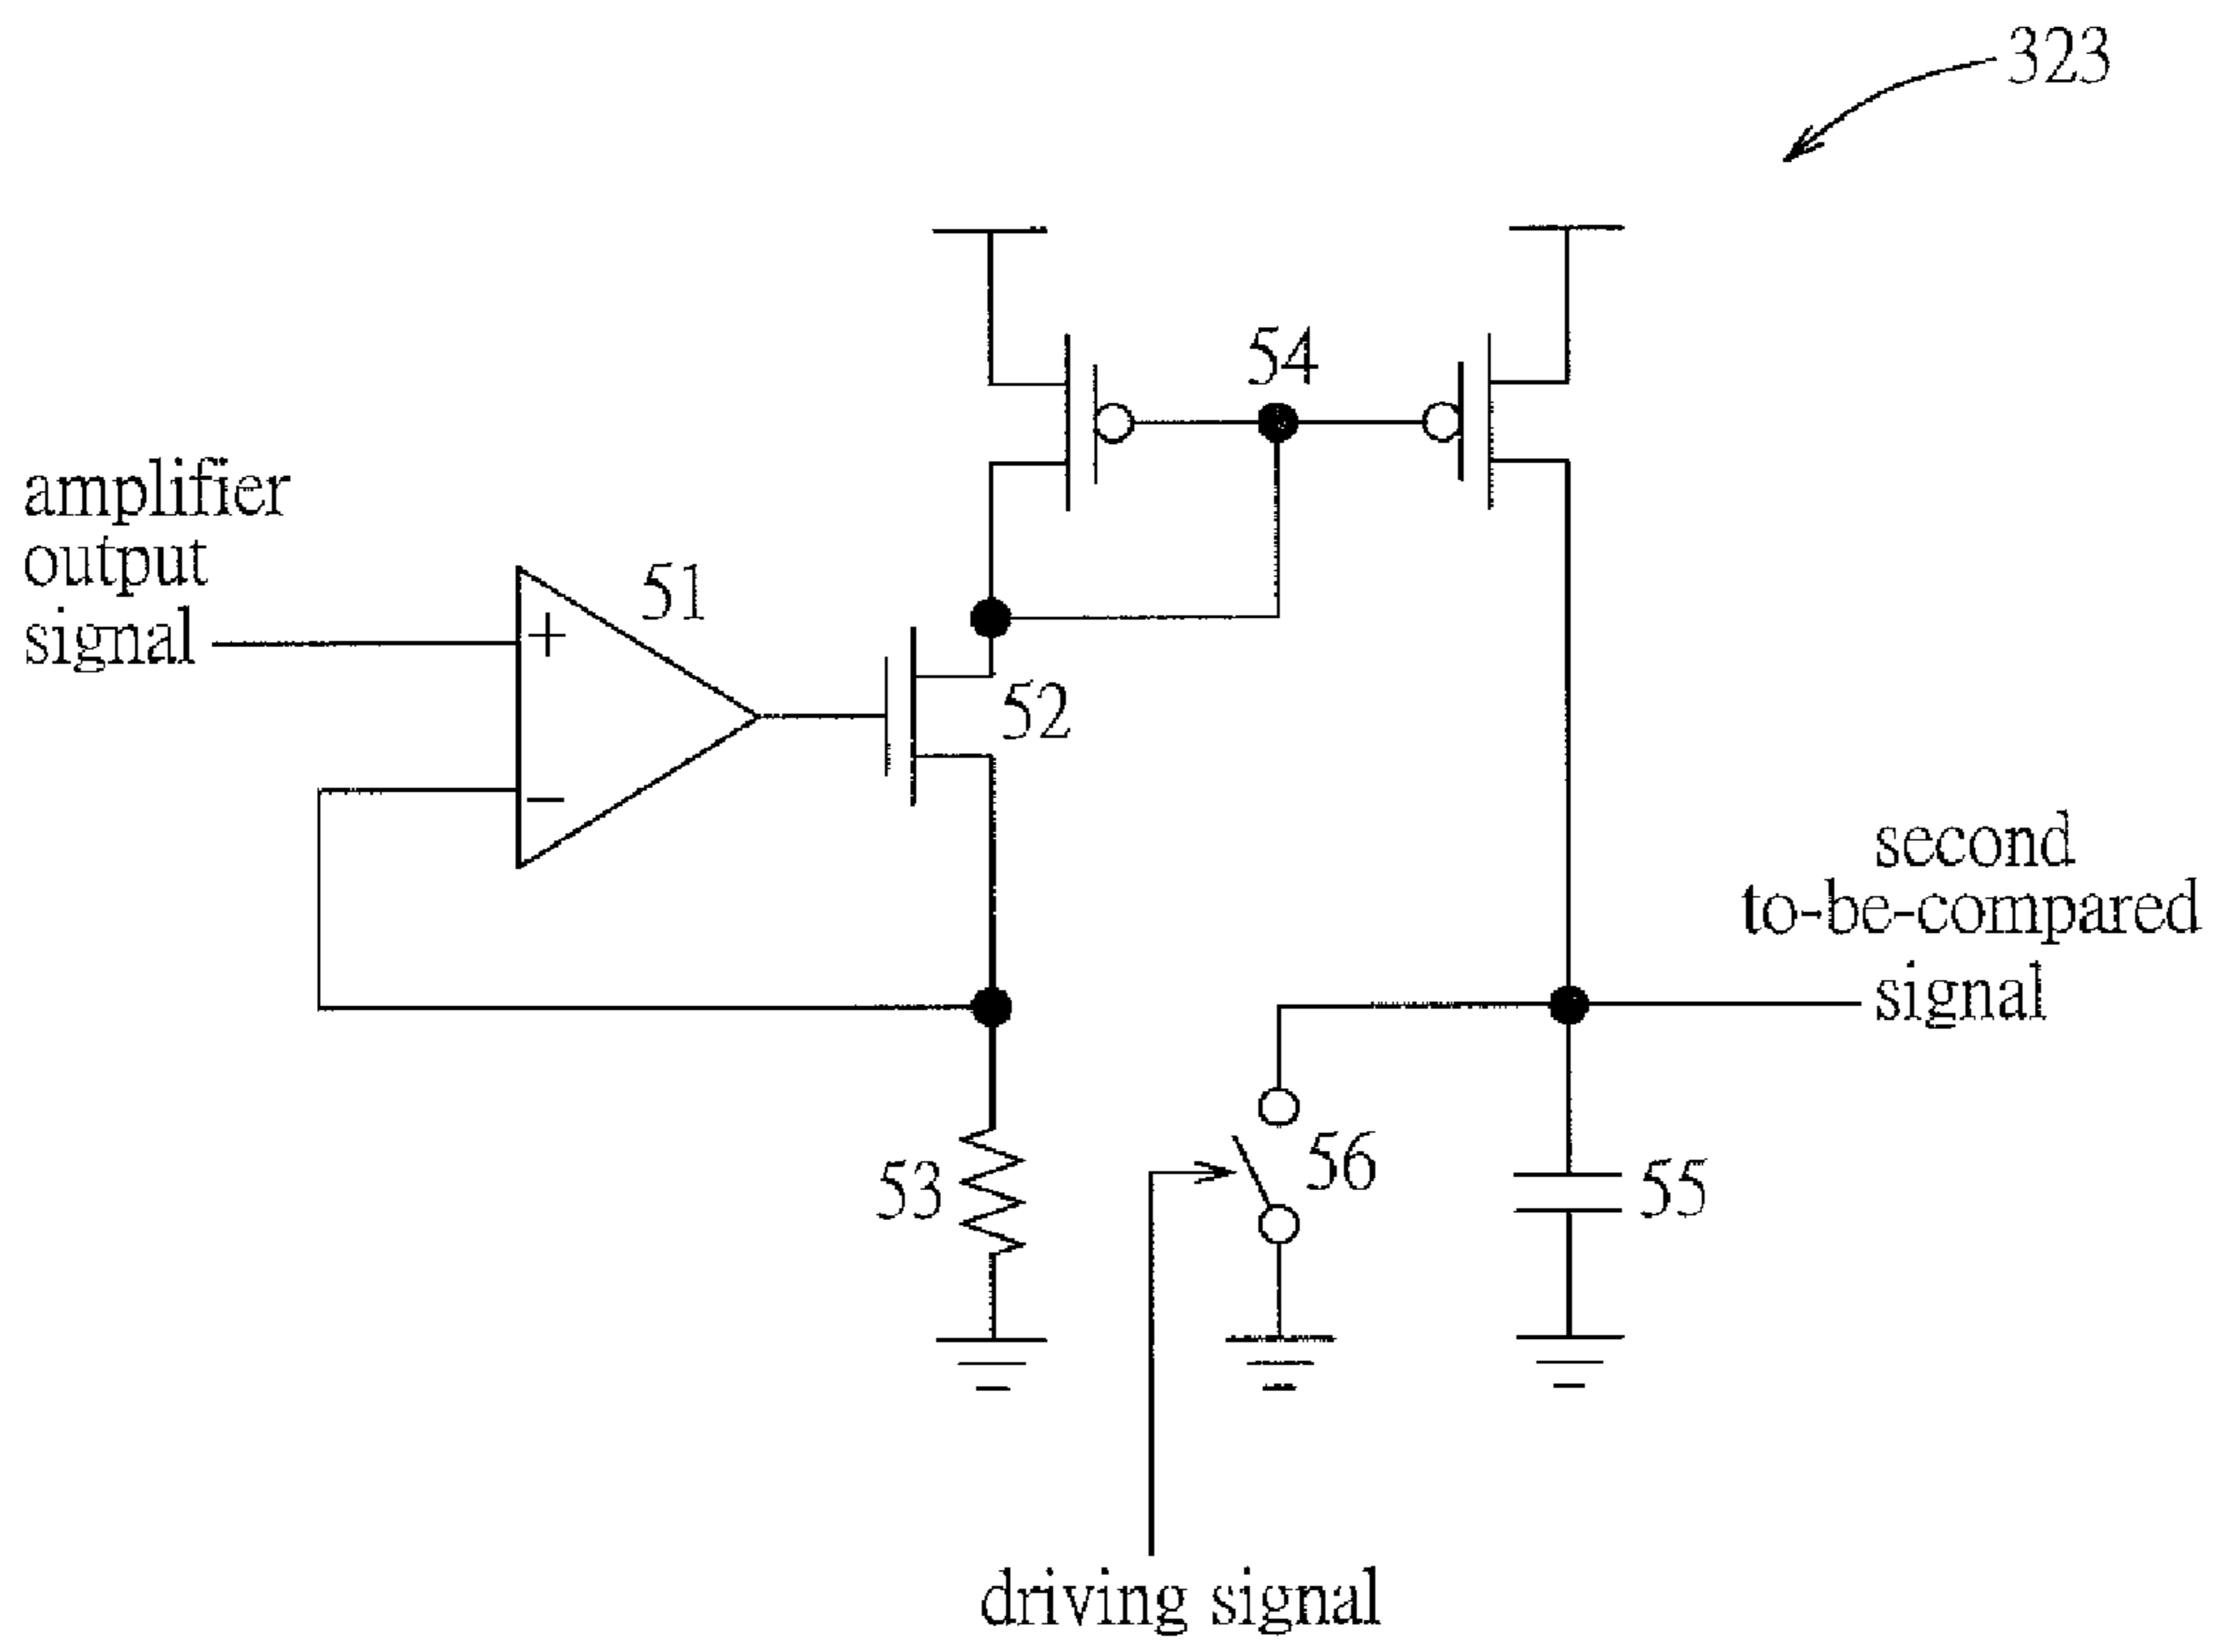 323
54
amplifier
output
signal
51
+
52
−
second
to-be-compared
signal
53
56
55
driving signal